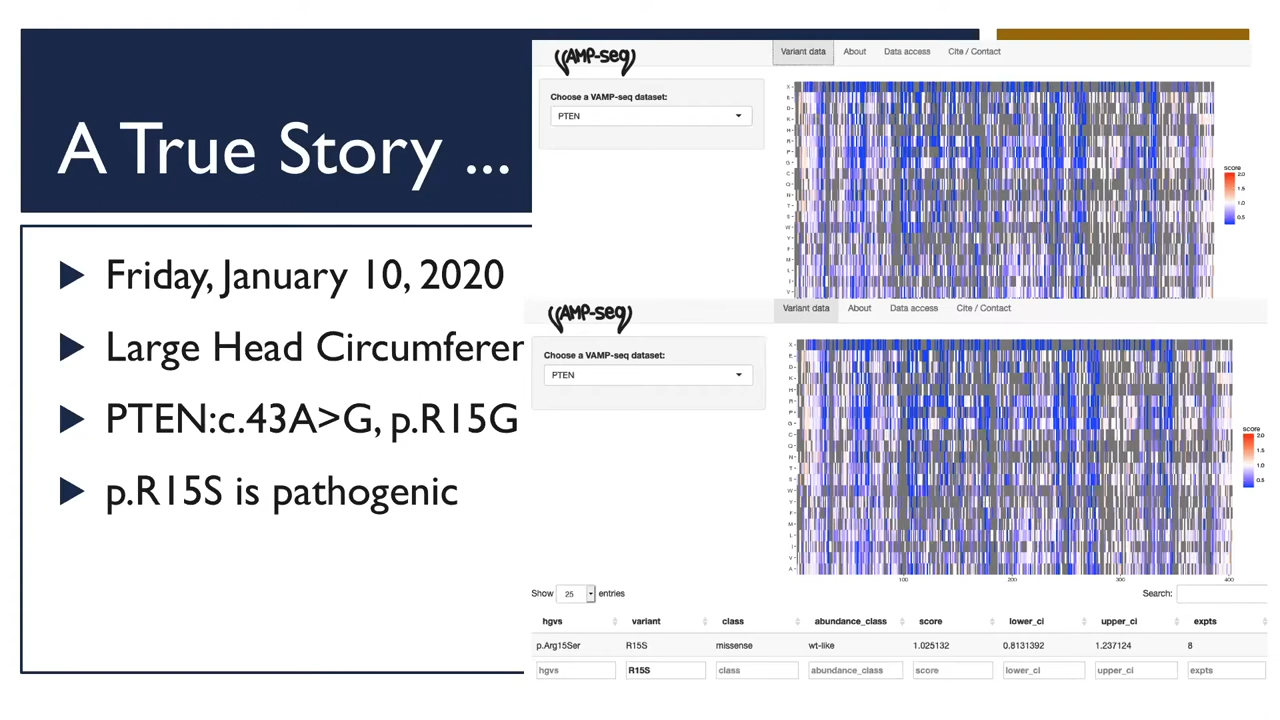 A True Story ...
Friday, January 10, 2020
Large Head Circumferen
PTEN:c.43A>G, p.R15G
p.R15S is pathogenic
((AMP-seq))
Variant data About Data access Cite / Contact
Choose a VAMP-seq dataset:
PTEN
score
2.0
1.5
1.0
0.5
((AMP-seq))
Variant data About Data access Cite / Contact
Choose a VAMP-seq dataset:
PTEN
score
2.0
1.5
1.0
0.5
100 200 300 400
Show 25 entries Search:
hgvs variant class abundance_class score lower_ci upper_ci expts
p.Arg15Ser R15S missense wt-like 1.025132 0.8131392 1.237124 8
hgvs R15S class abundance_class score lower_ci upper_ci expts